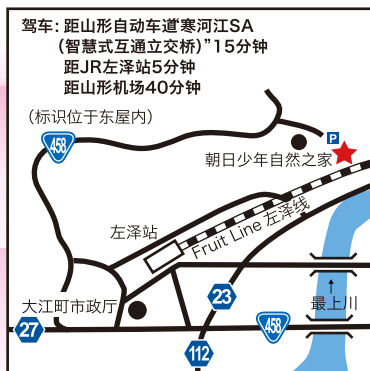 驾车: 距山形自动车道寒河江SA
（智慧式互通立交桥）”15分钟
距JR左泽站5分钟
距山形机场40分钟
（标识位于东屋内）
458
P
朝日少年自然之家
左泽站
Fruit Line 左泽线
大江町市政厅
23
最上川
27
458
112